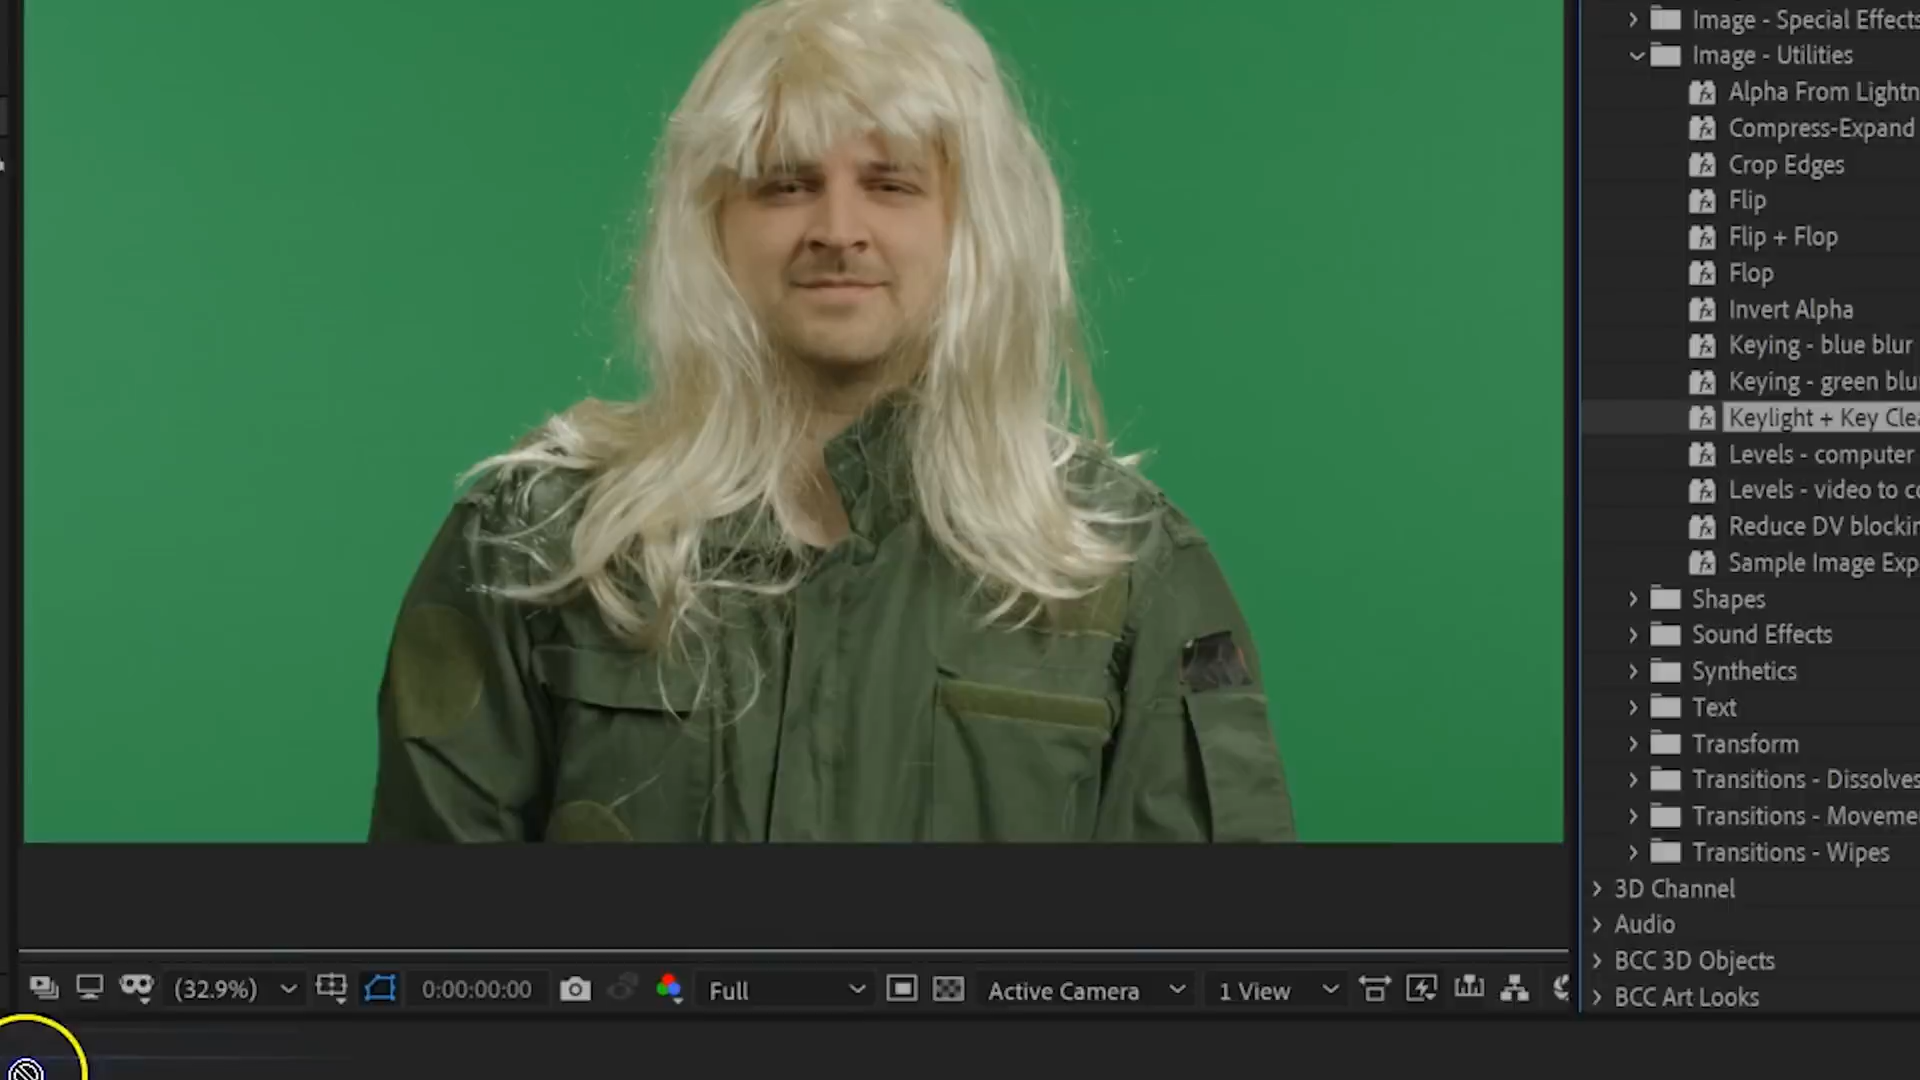 Image - Special Effects
Image - Utilities
Alpha From Lightn
Compress-Expand
Crop Edges
Flip
Flip + Flop
Flop
Invert Alpha
Keying - blue blur
Keying - green blu
Keylight + Key Clea
Levels - computer
Levels - video to co
Reduce DV blockin
Sample Image Exp
Shapes
Sound Effects
Synthetics
Text
Transform
Transitions - Dissolves
Transitions - Moveme
Transitions - Wipes
3D Channel
Audio
BCC 3D Objects
BCC Art Looks
(32.9%)
0:00:00:00
Full
Active Camera
1 View